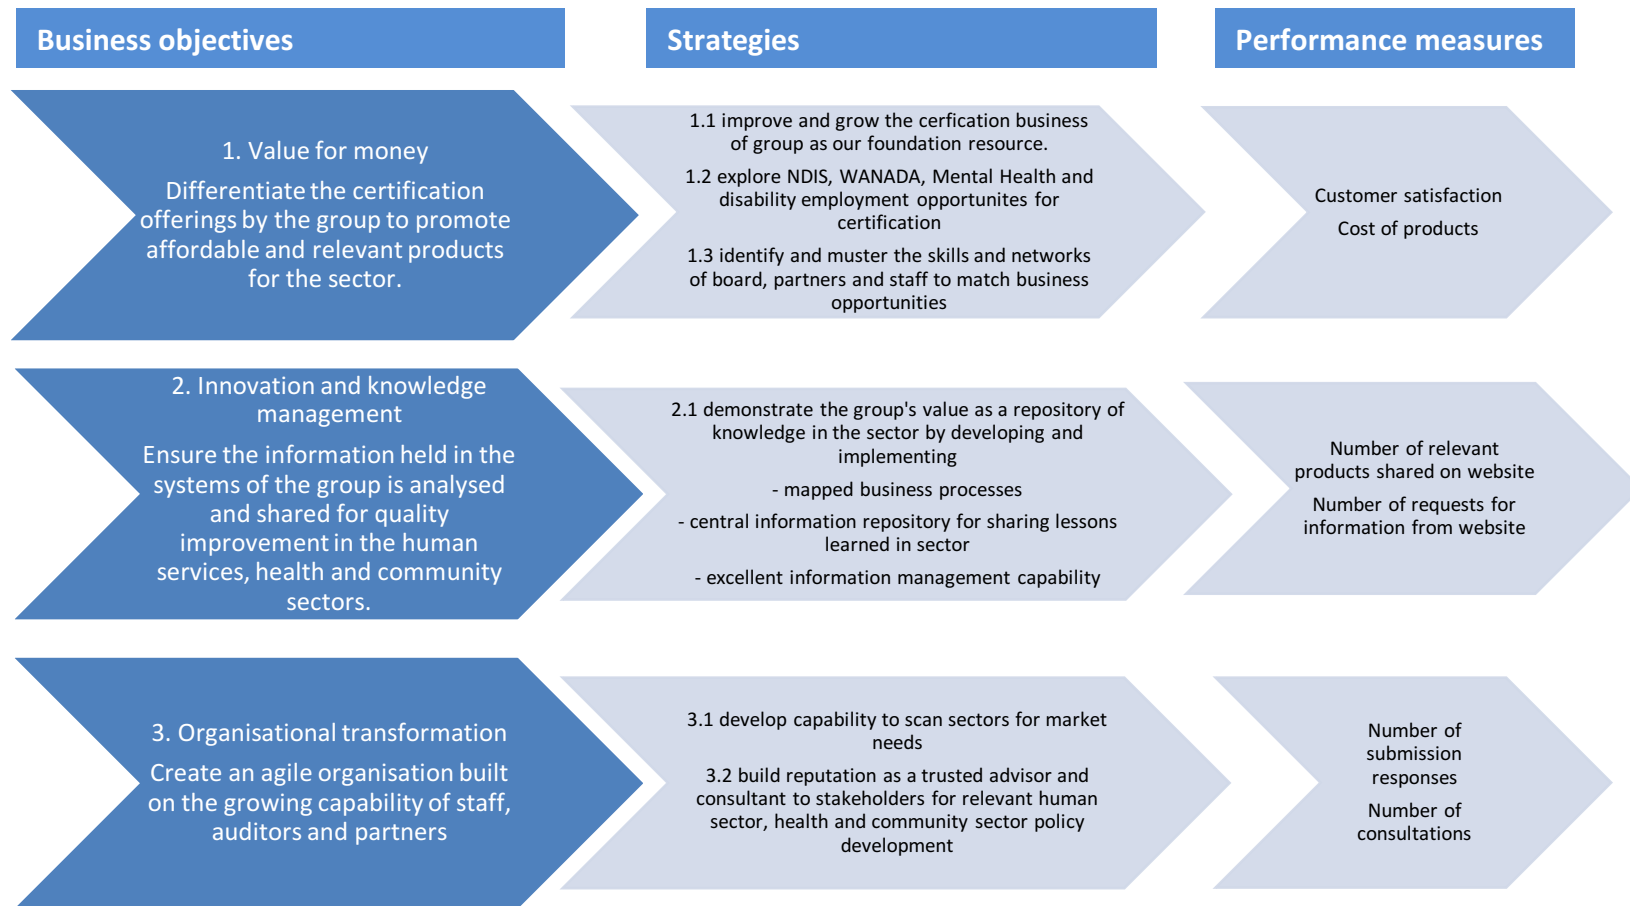 Business objectives
Strategies
Performance measures
1. Value for money
Differentiate the certification
offerings by the group to promote
affordable and relevant products
for the sector.
1.1 improve and grow the cerfication business
of group as our foundation resource.
1.2 explore NDIS, WANADA, Mental Health and
disability employment opportunites for
certification
1.3 identify and muster the skills and networks
of board, partners and staff to match business
opportunities
Customer satisfaction
Cost of products
2. Innovation and knowledge
management
Ensure the information held in the
systems of the group is analysed
and shared for quality
improvement in the human
services, health and community
sectors.
2.1 demonstrate the group's value as a repository of
knowledge in the sector by developing and
implementing
- mapped business processes
- central information repository for sharing lessons
learned in sector
- excellent information management capability
Number of relevant
products shared on website
Number of requests for
information from website
3. Organisational transformation
Create an agile organisation built
on the growing capability of staff,
auditors and partners
3.1 develop capability to scan sectors for market
needs
3.2 build reputation as a trusted advisor and
consultant to stakeholders for relevant human
sector, health and community sector policy
development
Number of
submission
responses
Number of
consultations